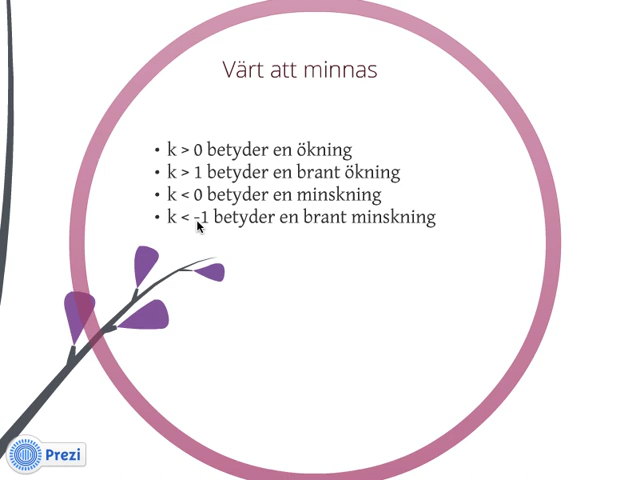 Värt att minnas
• k > 0 betyder en ökning
• k > 1 betyder en brant ökning
• k < 0 betyder en minskning
• k < -1 betyder en brant minskning
Prezi